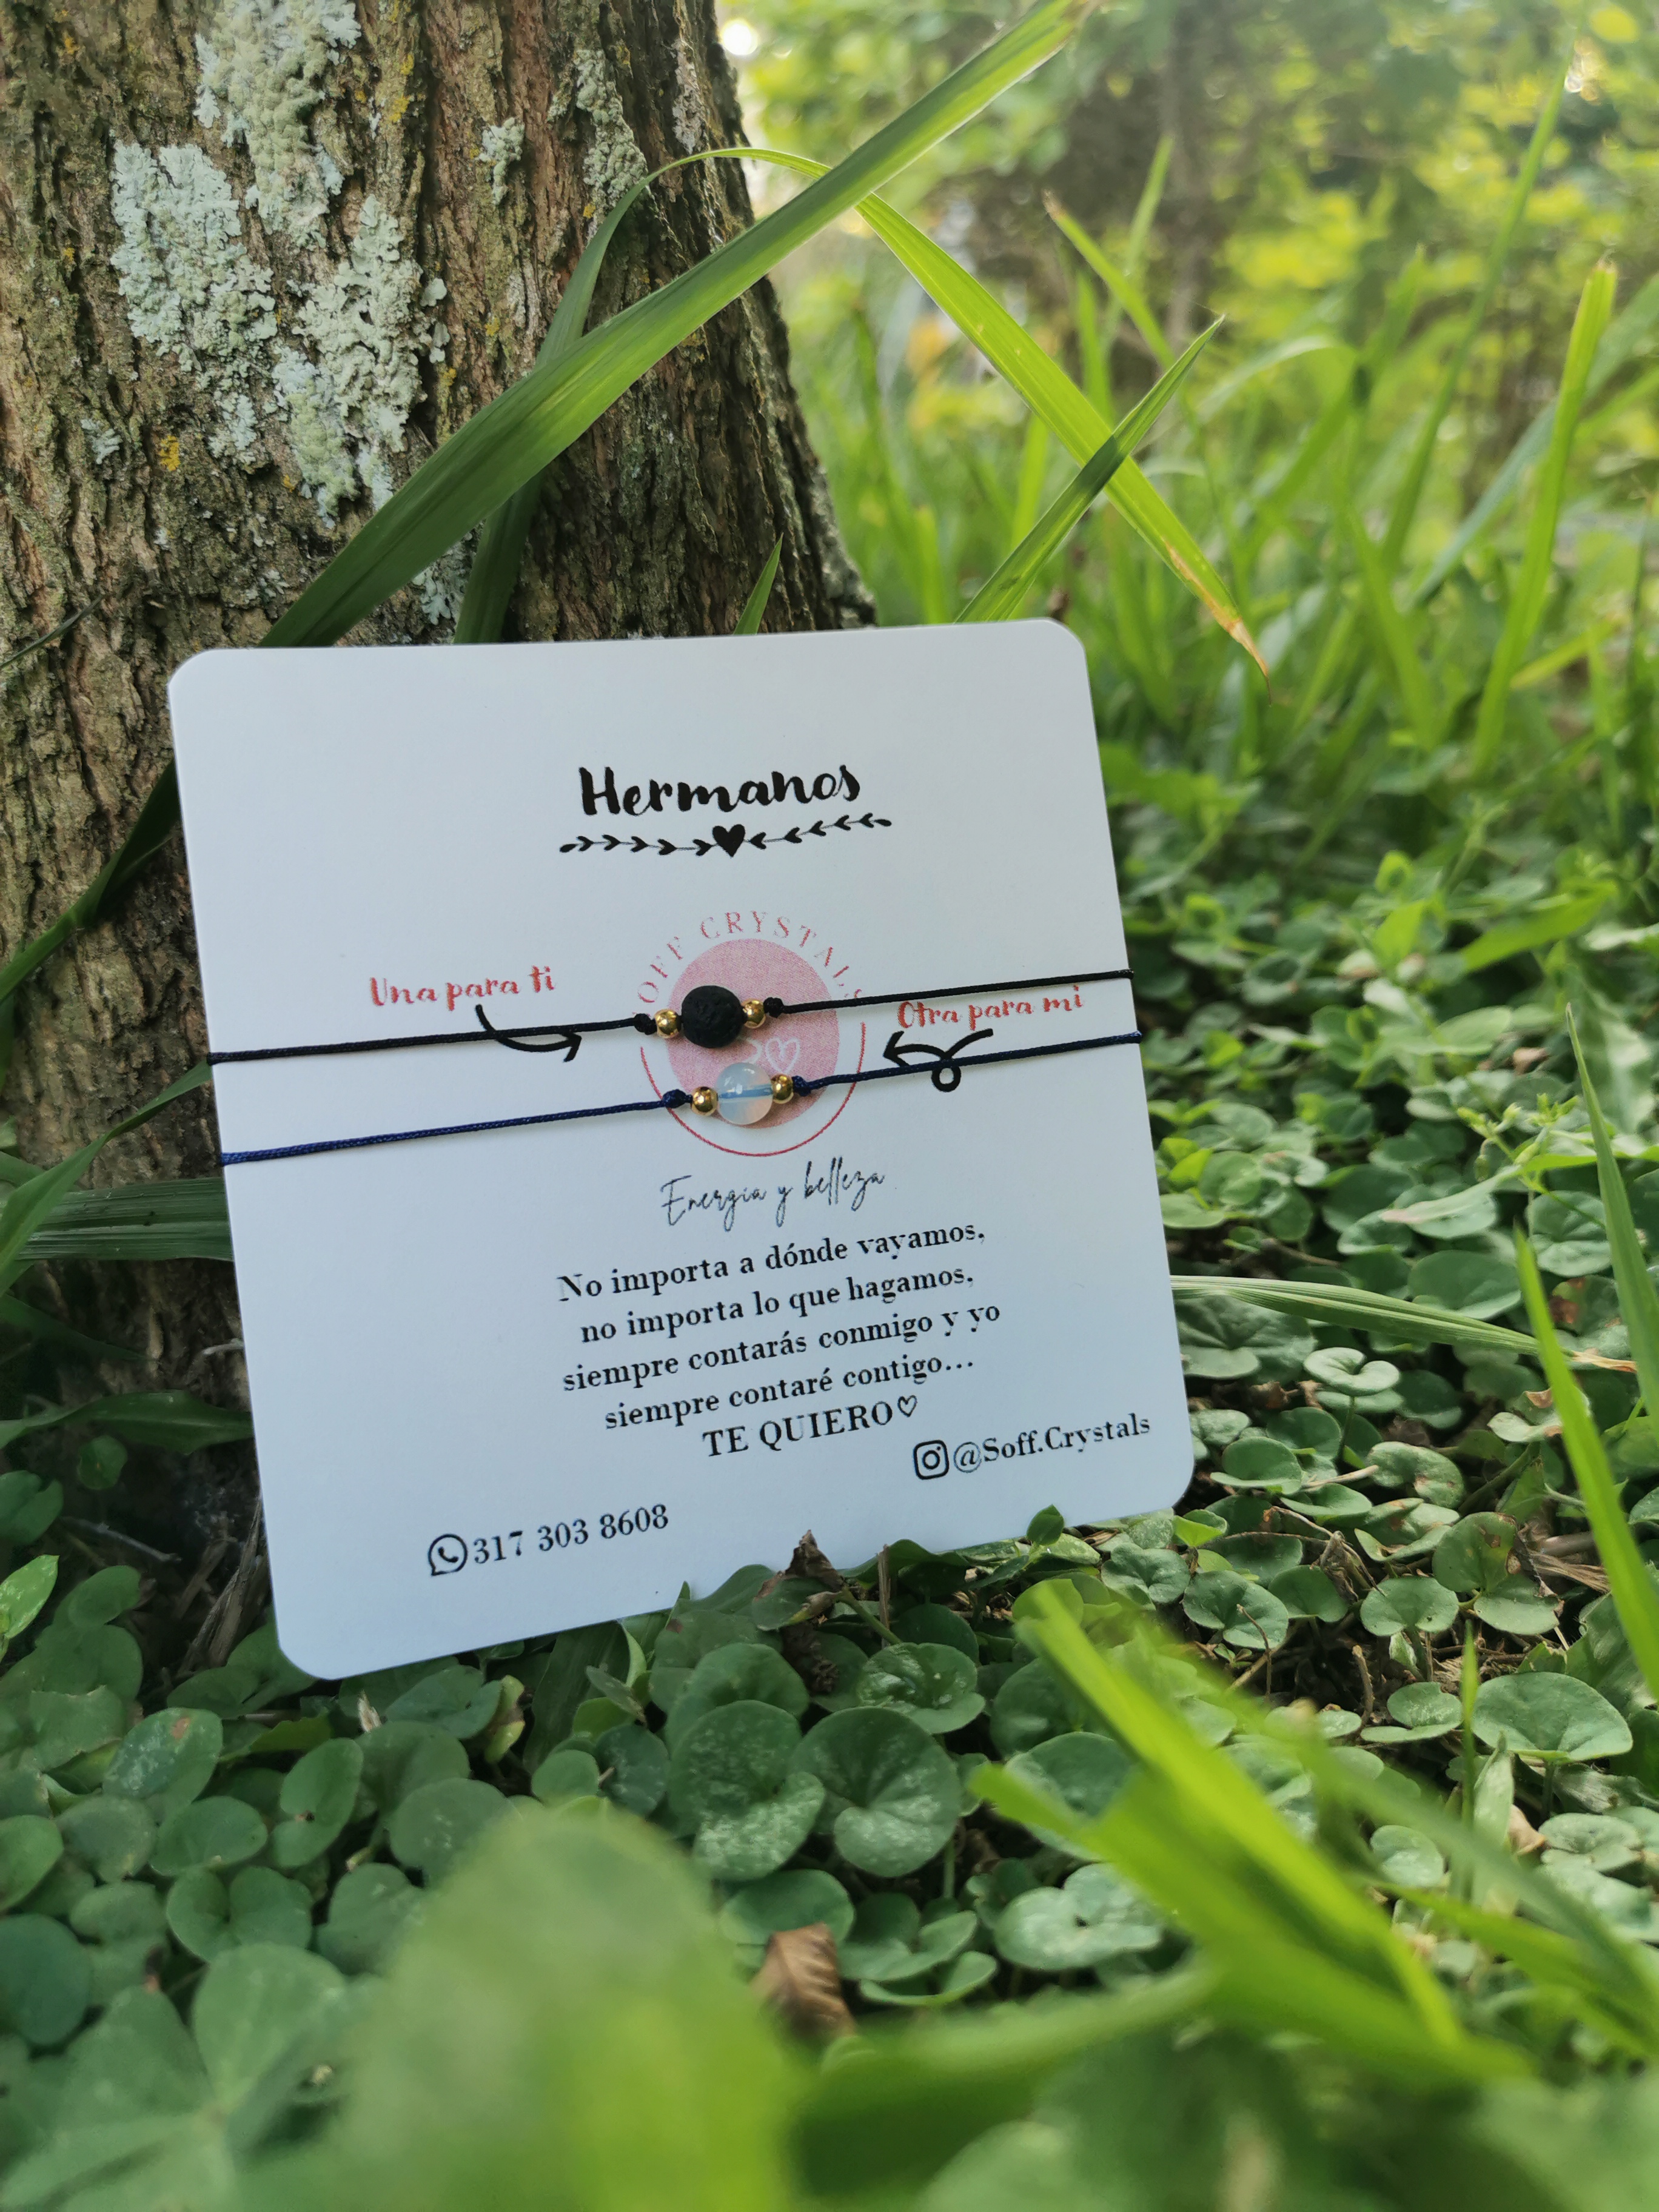 Hermanos
OFF CRYSTALS
Una para ti
Otra para mi
Energía y belleza
No importa a dónde vayamos,
no importa lo que hagamos,
siempre contarás conmigo y yo
siempre contaré contigo...
TE QUIERO♡
@Soff.Crystals
317 303 8608